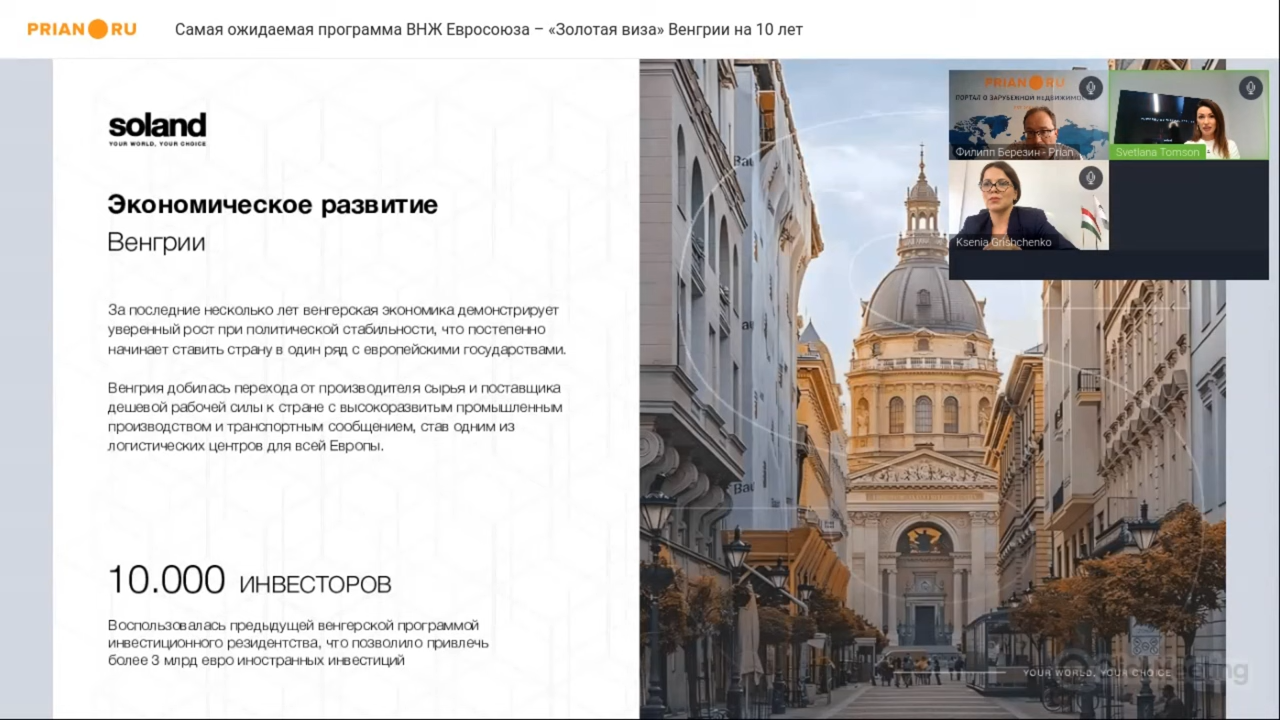 PRIAN RU
Самая ожидаемая программа ВНЖ Евросоюза – «Золотая виза» Венгрии на 10 лет
soland
YOUR WORLD, YOUR CHOICE
Экономическое развитие
Венгрии
За последние несколько лет венгерская экономика демонстрирует
уверенный рост при политической стабильности, что постепенно
начинает ставить страну в один ряд с европейскими государствами.
Венгрия добилась перехода от производителя сырья и поставщика
дешевой рабочей силы к стране с высокоразвитым промышленным
производством и транспортным сообщением, став одним из
логистических центров для всей Европы.
10.000 ИНВЕСТОРОВ
Воспользовалась предыдущей венгерской программой
инвестиционного резидентства, что позволило привлечь
более 3 млрд евро иностранных инвестиций
PRIAN RU
ПОРТАЛ О ЗАРУБЕЖНОЙ НЕДВИЖИМОС
Филипп Березин - Prian
Svetlana Tomson
Ksenia Grishchenko
Bau
Bau
YOUR WORLD, YOUR CHOICE